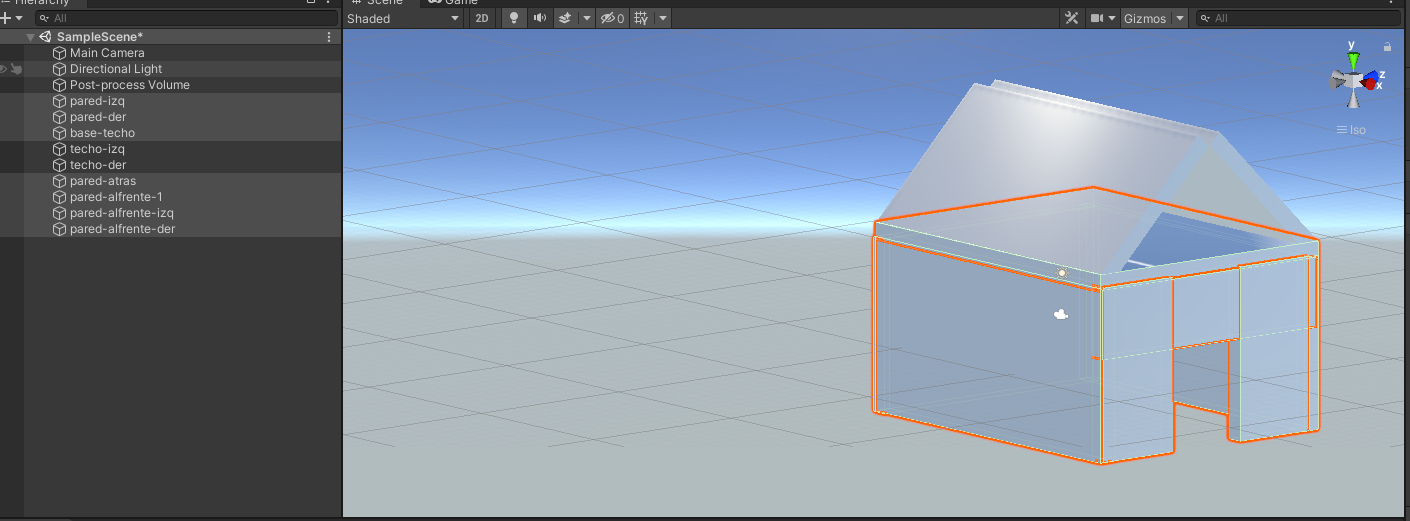 Hierarchy
Scene
Game
All
Shaded
2D
0
Gizmos
All
SampleScene*
Main Camera
Directional Light
Post-process Volume
pared-izq
pared-der
base-techo
techo-izq
techo-der
pared-atras
pared-alfrente-1
pared-alfrente-izq
pared-alfrente-der
y
z
x
Iso